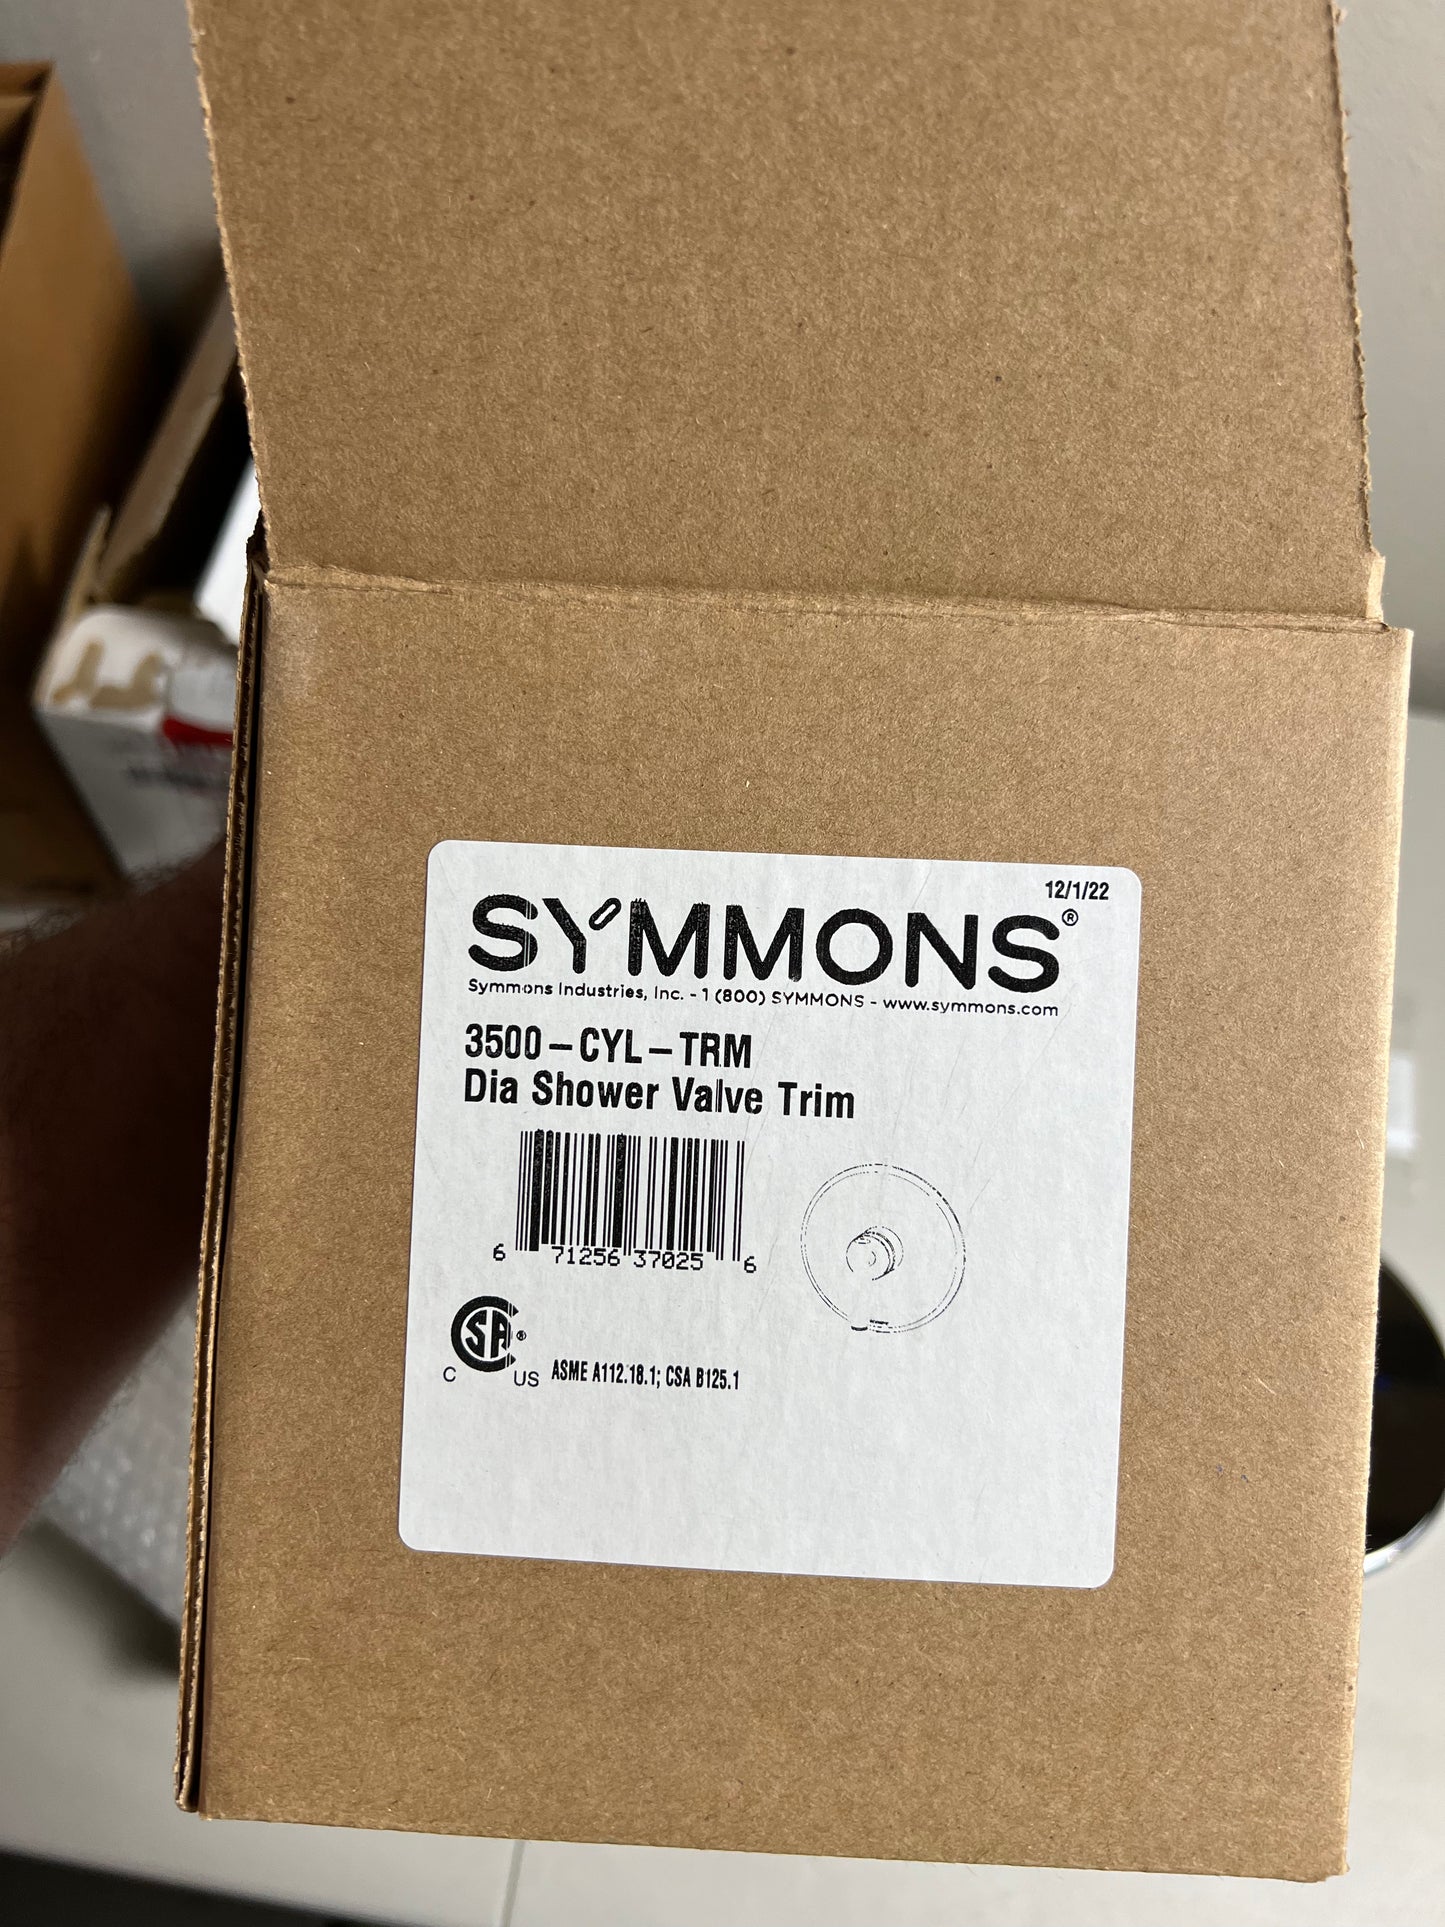 12/1/22
SYMMONS®
Symmons Industries, Inc. - 1 (800) SYMMONS - www.symmons.com
3500-CYL-TRM
Dia Shower Valve Trim
6 71256 37025 6
CSA®
C US ASME A112.18.1; CSA B125.1